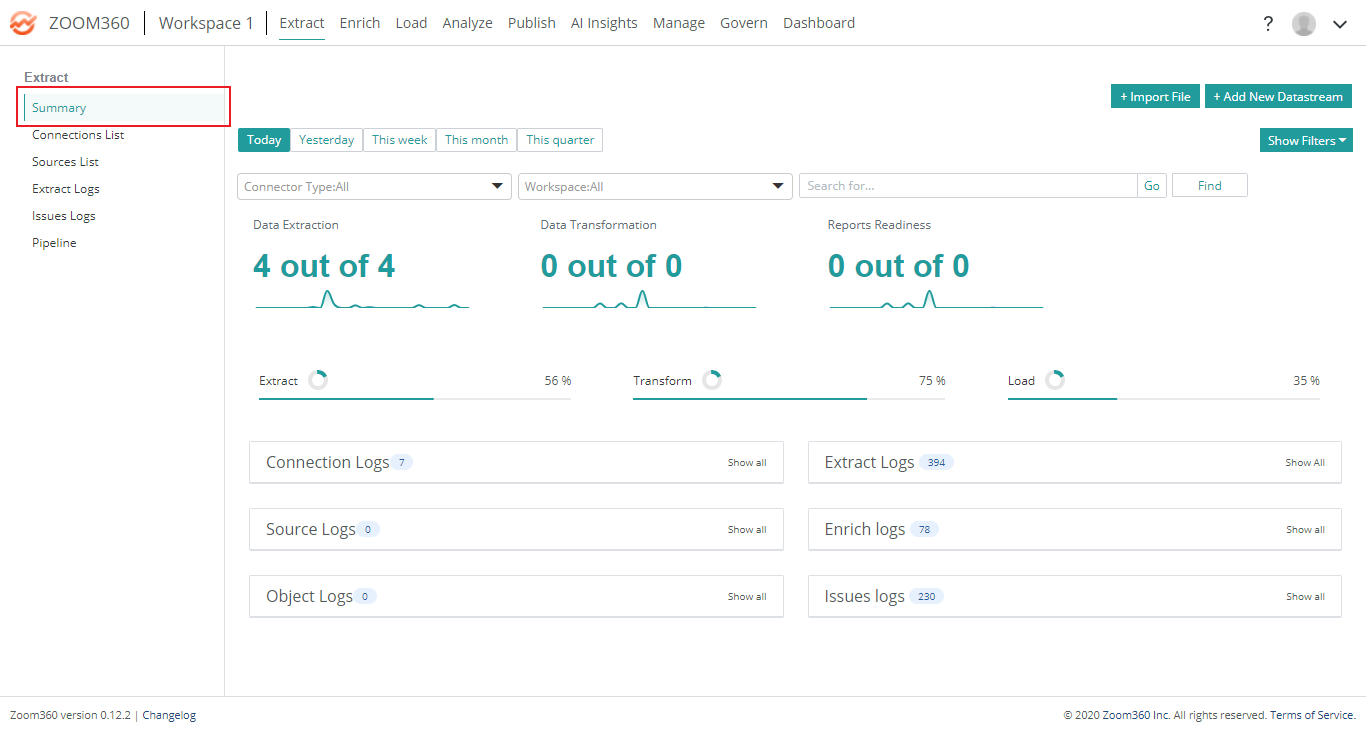 ZOOM360 Workspace 1 Extract Enrich Load Analyze Publish AI Insights Manage Govern Dashboard ?
Extract
Summary
Connections List
Sources List
Extract Logs
Issues Logs
Pipeline
+ Import File + Add New Datastream
Today Yesterday This week This month This quarter Show Filters
Connector Type:All Workspace:All Search for... Go Find
Data Extraction Data Transformation Reports Readiness
4 out of 4 0 out of 0 0 out of 0
Extract 56 % Transform 75 % Load 35 %
Connection Logs 7 Show all Extract Logs 394 Show All
Source Logs 0 Show all Enrich logs 78 Show all
Object Logs 0 Show all Issues logs 230 Show all
Zoom360 version 0.12.2 | Changelog © 2020 Zoom360 Inc. All rights reserved. Terms of Service.